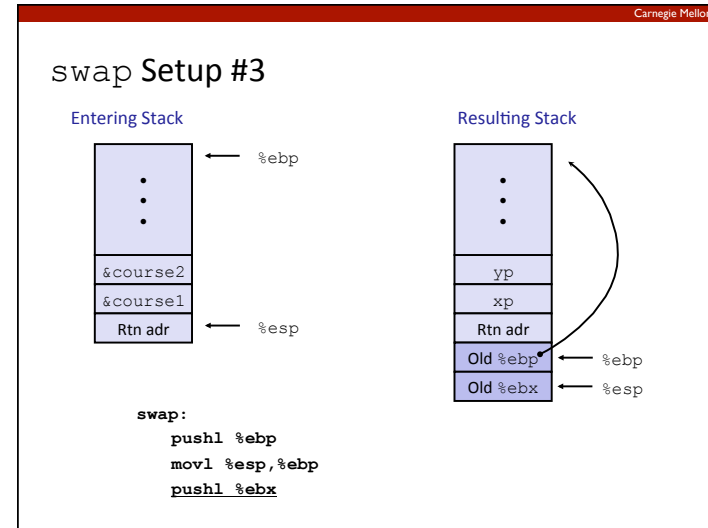 Carnegie Mellon
swap Setup #3
Entering Stack
%ebp
&course2
&course1
Rtn adr
%esp
swap:
pushl %ebp
movl %esp,%ebp
pushl %ebx
Resulting Stack
yp
xp
Rtn adr
Old %ebp
%ebp
Old %ebx
%esp